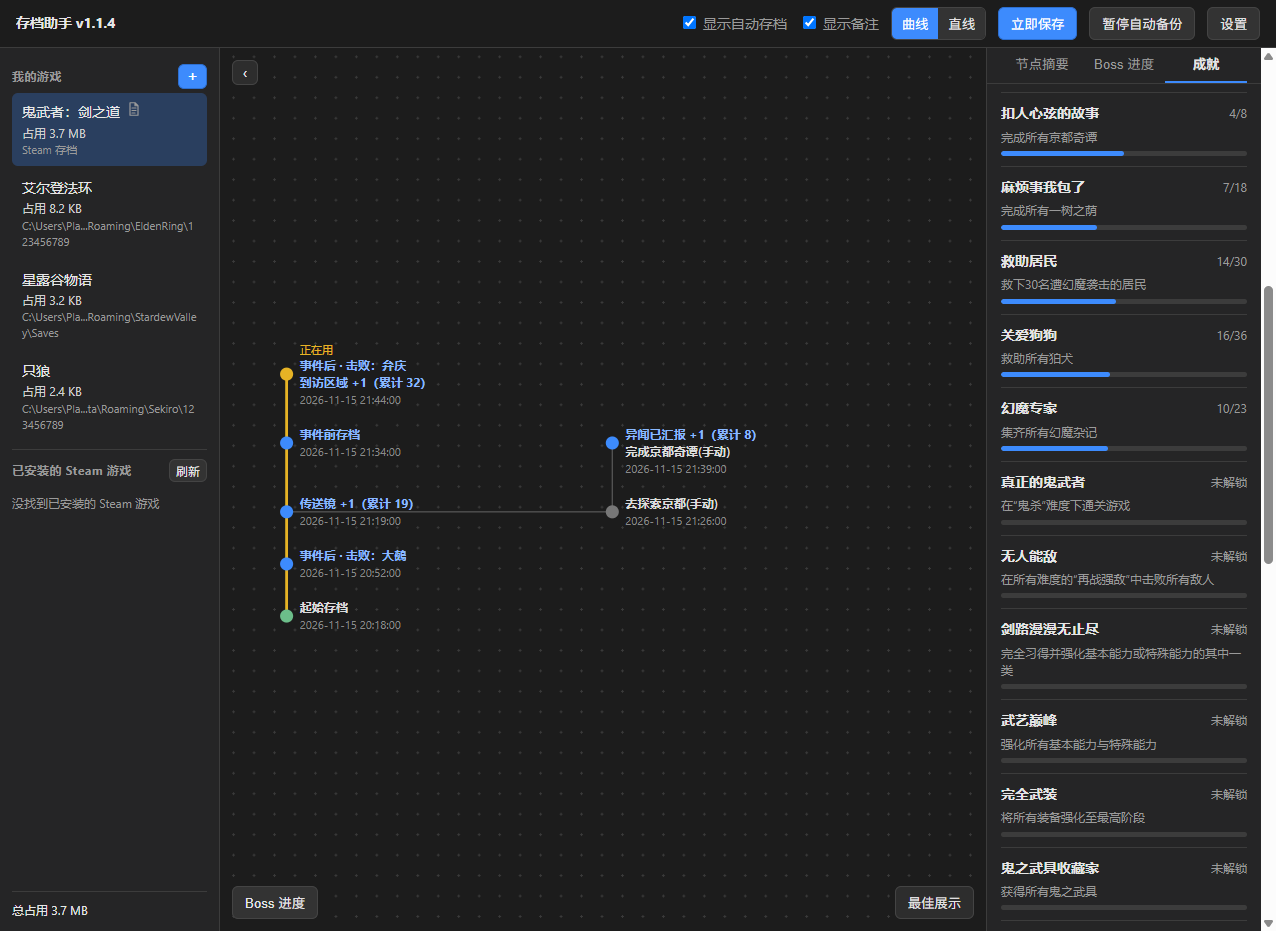 存档助手 v1.1.4
显示自动存档
显示备注
曲线
直线
立即保存
暂停自动备份
设置
我的游戏
+
鬼武者：剑之道
占用 3.7 MB
Steam 存档
艾尔登法环
占用 8.2 KB
C:\Users\Pla...Roaming\EldenRing\1
23456789
星露谷物语
占用 3.2 KB
C:\Users\Pla...Roaming\StardewValle
y\Saves
只狼
占用 2.4 KB
C:\Users\Pla...ta\Roaming\Sekiro\12
3456789
已安装的 Steam 游戏
刷新
没找到已安装的 Steam 游戏
总占用 3.7 MB
‹
正在用
事件后 · 击败：弁庆
到访区域 +1（累计 32）
2026-11-15 21:44:00
事件前存档
2026-11-15 21:34:00
异闻已汇报 +1（累计 8）
完成京都奇谭(手动)
2026-11-15 21:39:00
传送镜 +1（累计 19）
2026-11-15 21:19:00
去探索京都(手动)
2026-11-15 21:26:00
事件后 · 击败：大鹩
2026-11-15 20:52:00
起始存档
2026-11-15 20:18:00
Boss 进度
最佳展示
节点摘要
Boss 进度
成就
扣人心弦的故事
4/8
完成所有京都奇谭
麻烦事我包了
7/18
完成所有一树之荫
救助居民
14/30
救下30名遭幻魔袭击的居民
关爱狗狗
16/36
救助所有狛犬
幻魔专家
10/23
集齐所有幻魔杂记
真正的鬼武者
未解锁
在“鬼杀”难度下通关游戏
无人能敌
未解锁
在所有难度的“再战强敌”中击败所有敌人
剑路漫漫无止尽
未解锁
完全习得并强化基本能力或特殊能力的其中一
类
武艺巅峰
未解锁
强化所有基本能力与特殊能力
完全武装
未解锁
将所有装备强化至最高阶段
鬼之武具收藏家
未解锁
获得所有鬼之武具